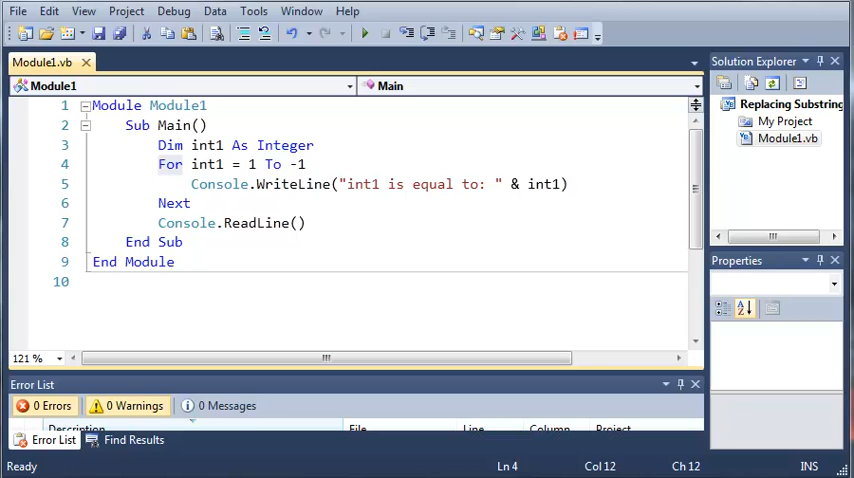 File Edit View Project Debug Data Tools Window Help
Module1.vb
Module1
Main
1 Module Module1
2 Sub Main()
3 Dim int1 As Integer
4 For int1 = 1 To -1
5 Console.WriteLine("int1 is equal to: " & int1)
6 Next
7 Console.ReadLine()
8 End Sub
9 End Module
10
121 %
Solution Explorer
Replacing Substring
My Project
Module1.vb
Properties
Error List
0 Errors 0 Warnings 0 Messages
Description File Line Column Project
Error List Find Results
Ready Ln 4 Col 12 Ch 12 INS